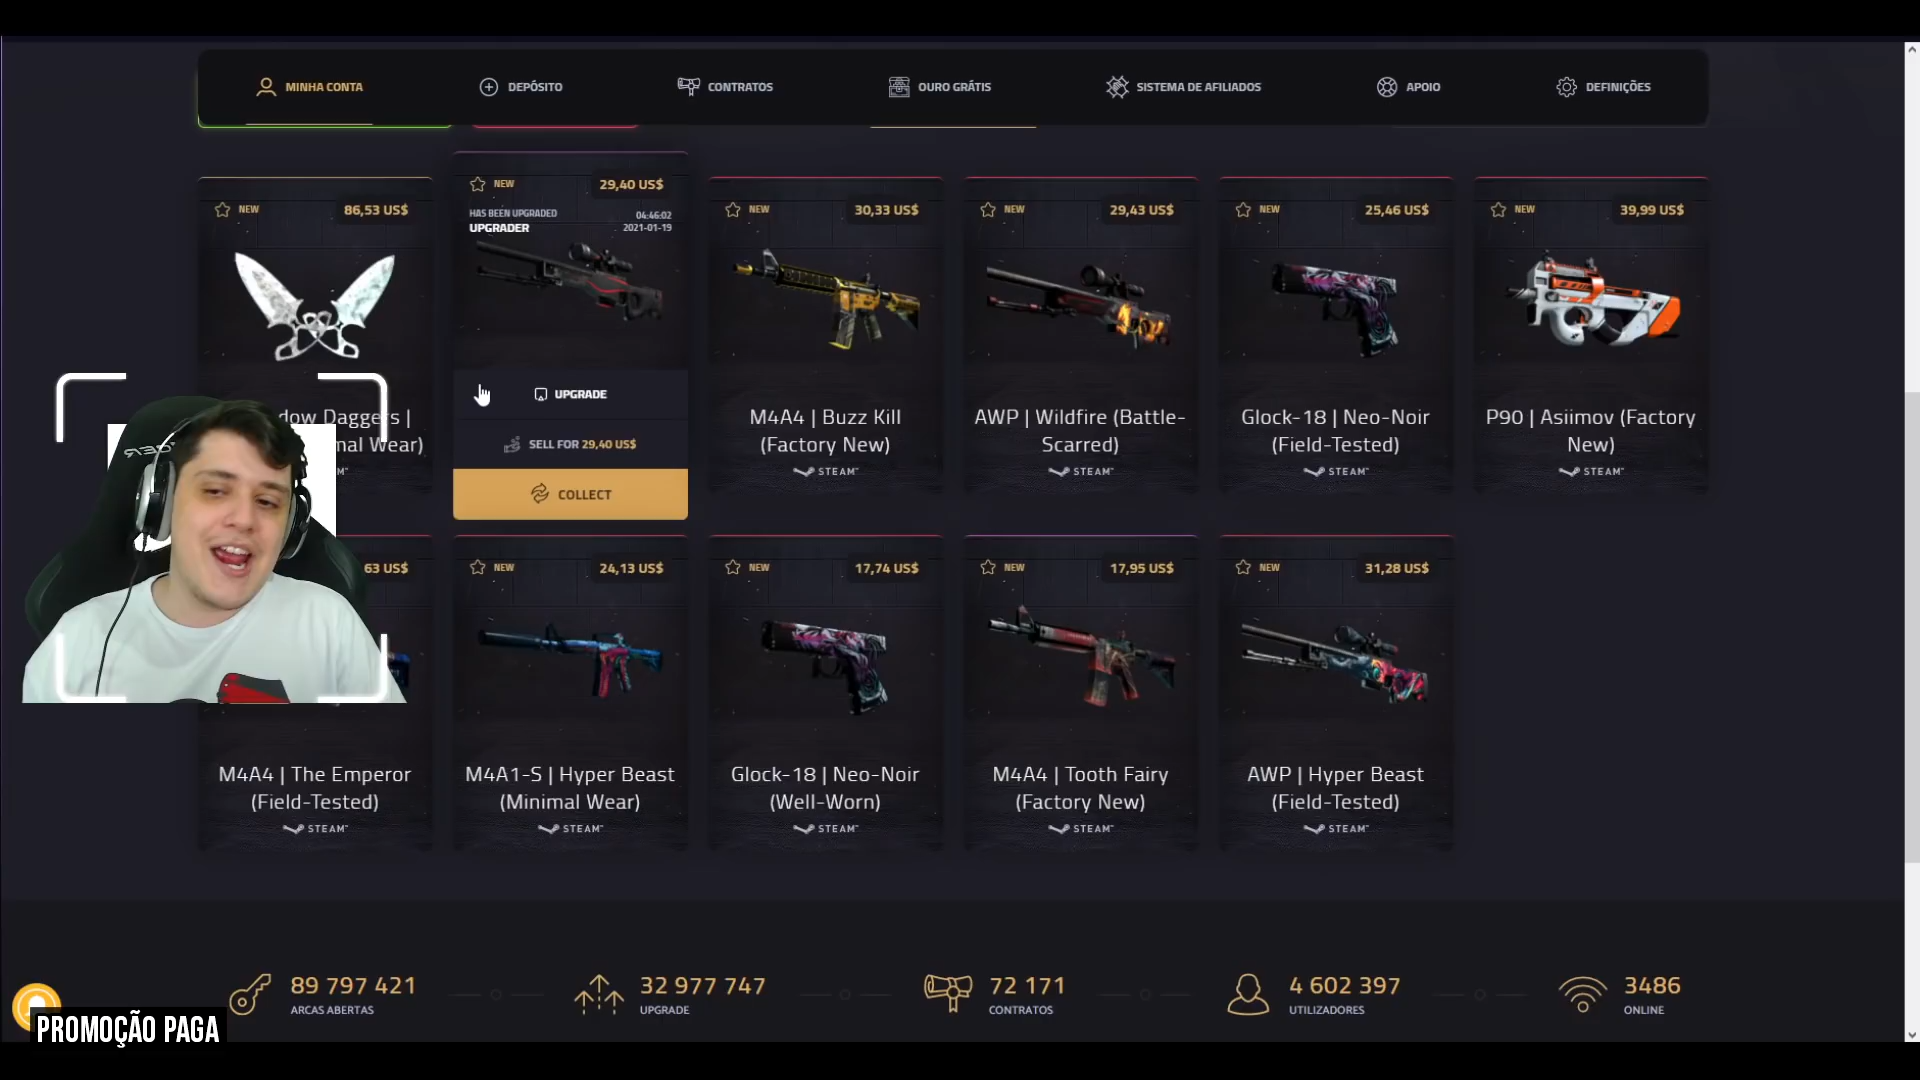 MINHA CONTA
DEPÓSITO
CONTRATOS
OURO GRÁTIS
SISTEMA DE AFILIADOS
APOIO
DEFINIÇÕES
NEW
86,53 US$
NEW
29,40 US$
HAS BEEN UPGRADED
04:46:02
UPGRADER
2021-01-19
UPGRADE
SELL FOR 29,40 US$
COLLECT
NEW
30,33 US$
M4A4 | Buzz Kill
(Factory New)
STEAM
NEW
29,43 US$
AWP | Wildfire (Battle-
Scarred)
STEAM
NEW
25,46 US$
Glock-18 | Neo-Noir
(Field-Tested)
STEAM
NEW
39,99 US$
P90 | Asiimov (Factory
New)
STEAM
dow Daggers |
mal Wear)
63 US$
M4A4 | The Emperor
(Field-Tested)
STEAM
NEW
24,13 US$
M4A1-S | Hyper Beast
(Minimal Wear)
STEAM
NEW
17,74 US$
Glock-18 | Neo-Noir
(Well-Worn)
STEAM
NEW
17,95 US$
M4A4 | Tooth Fairy
(Factory New)
STEAM
NEW
31,28 US$
AWP | Hyper Beast
(Field-Tested)
STEAM
89 797 421
ARCAS ABERTAS
32 977 747
UPGRADE
72 171
CONTRATOS
4 602 397
UTILIZADORES
3486
ONLINE
PROMOÇÃO PAGA